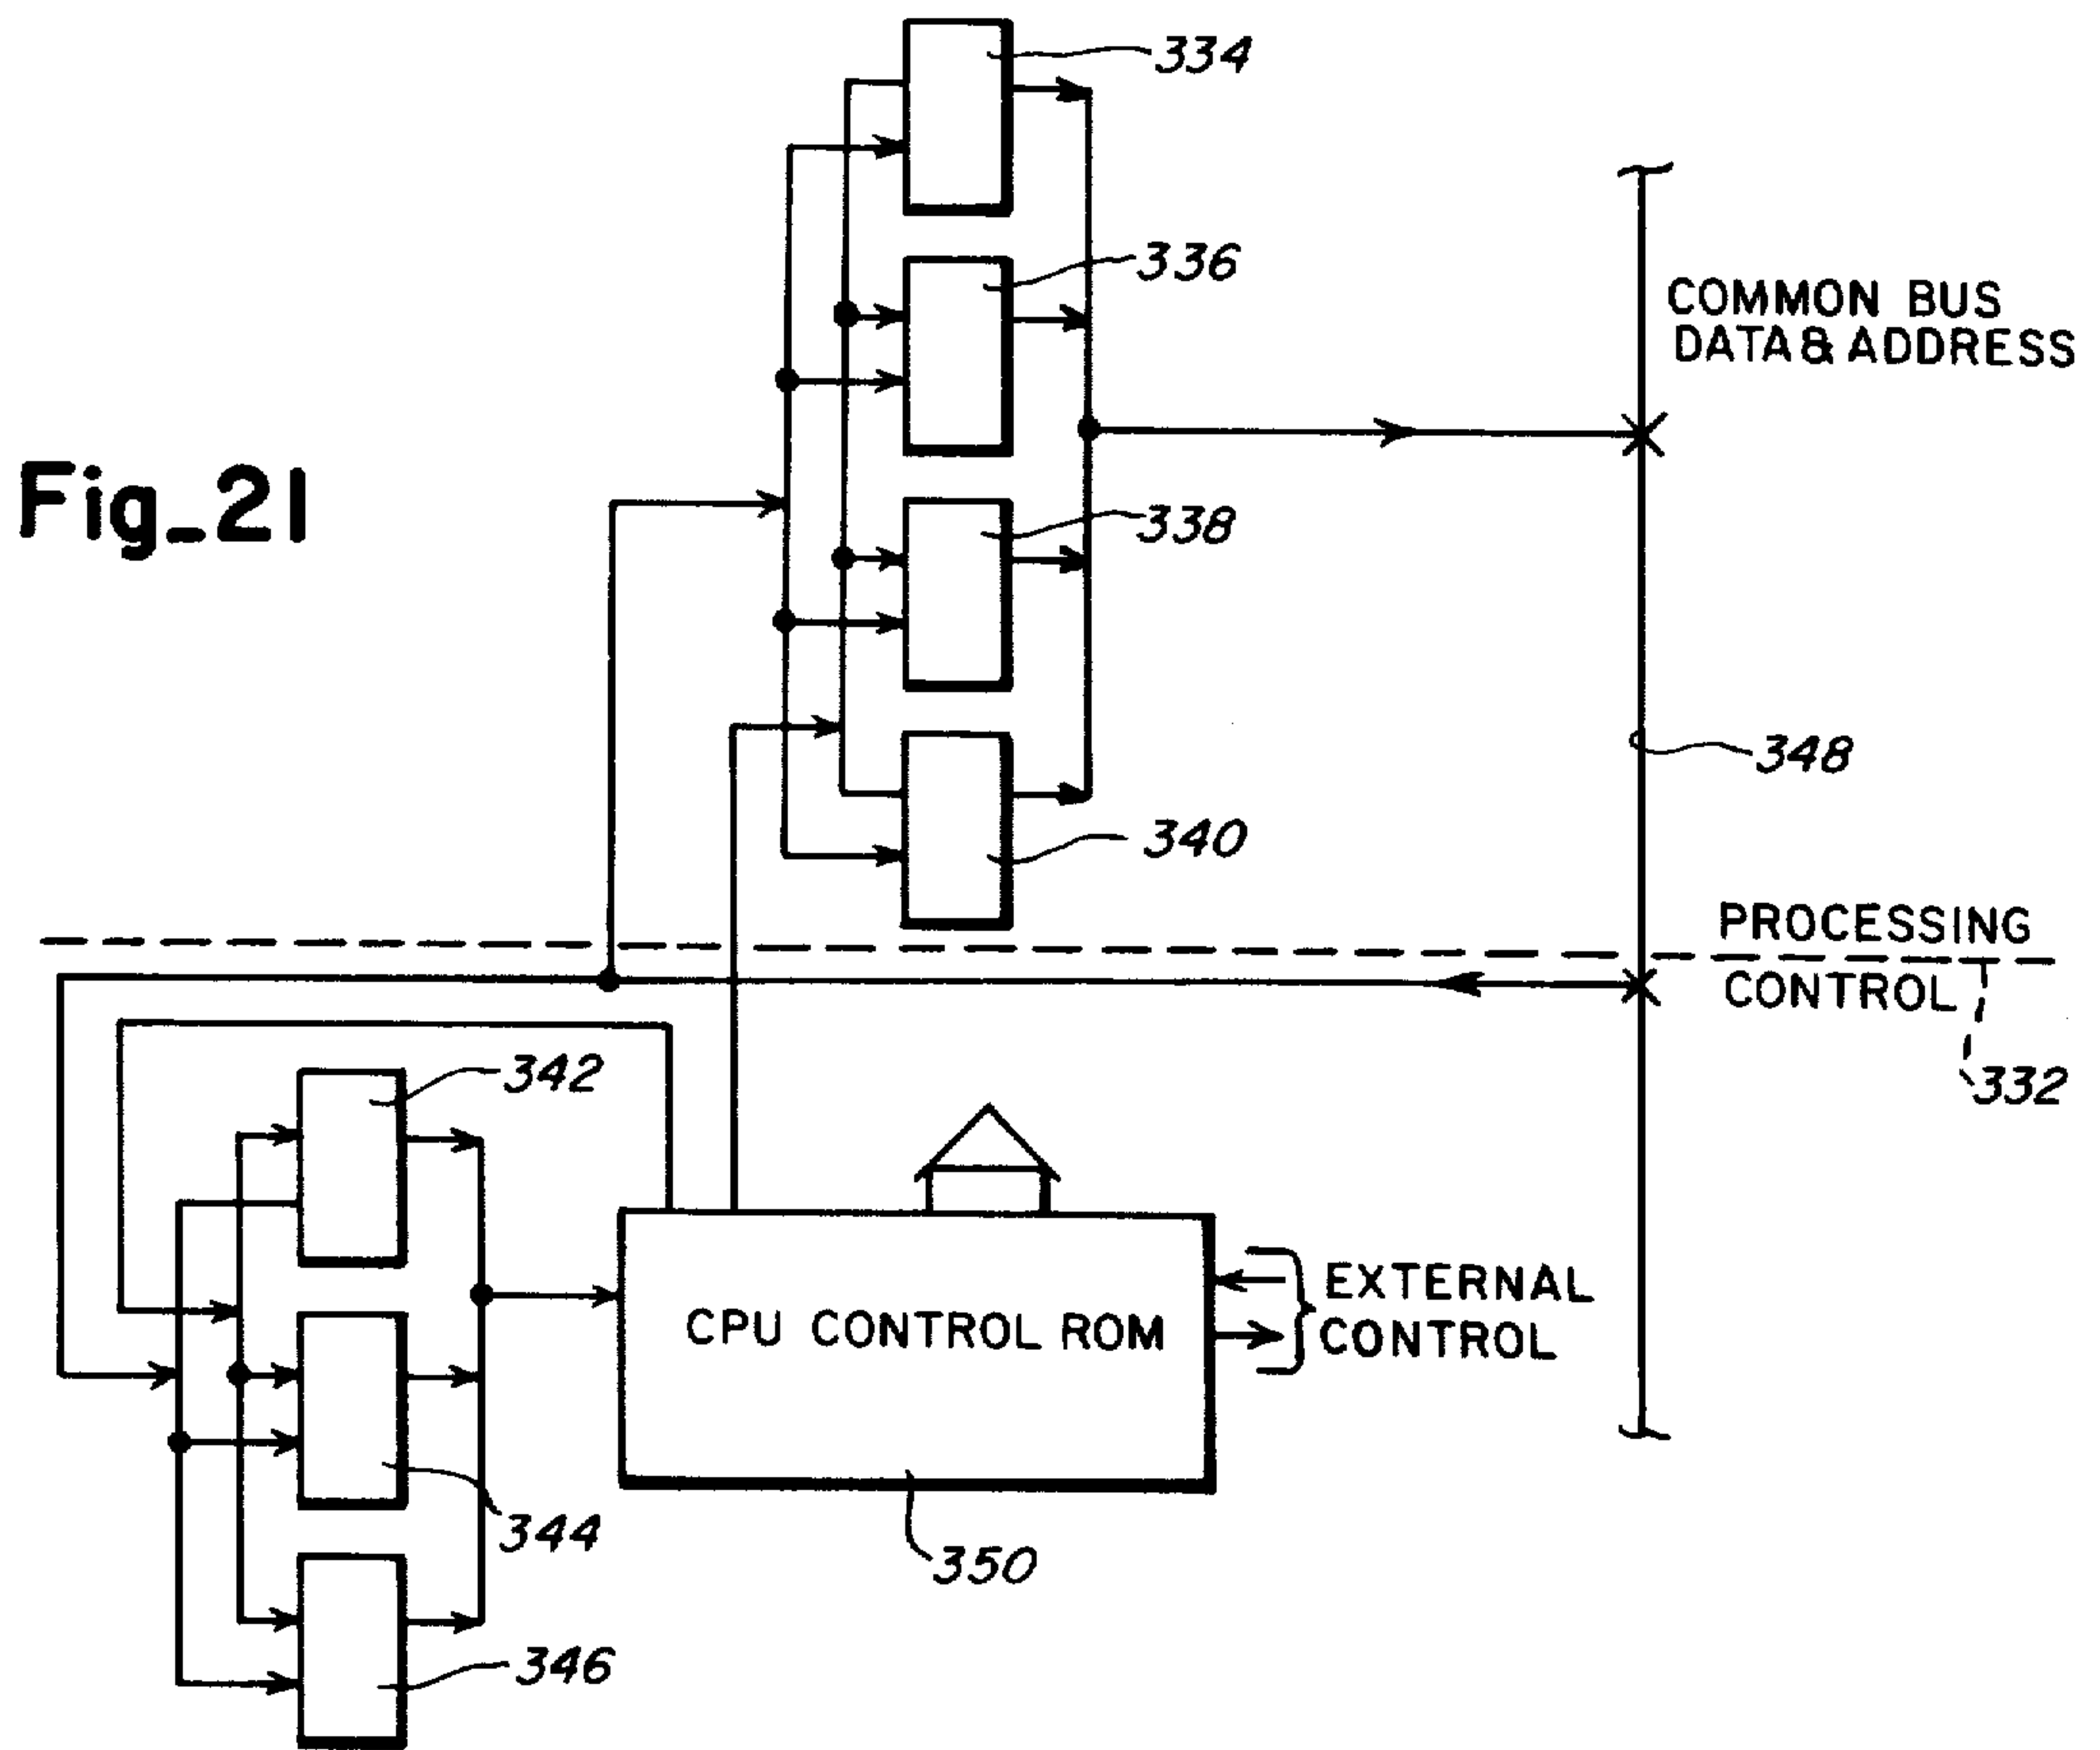 334
336
COMMON BUS
DATA & ADDRESS
Fig_21
338
348
340
PROCESSING
CONTROL
332
342
EXTERNAL
CONTROL
CPU CONTROL ROM
344
350
346